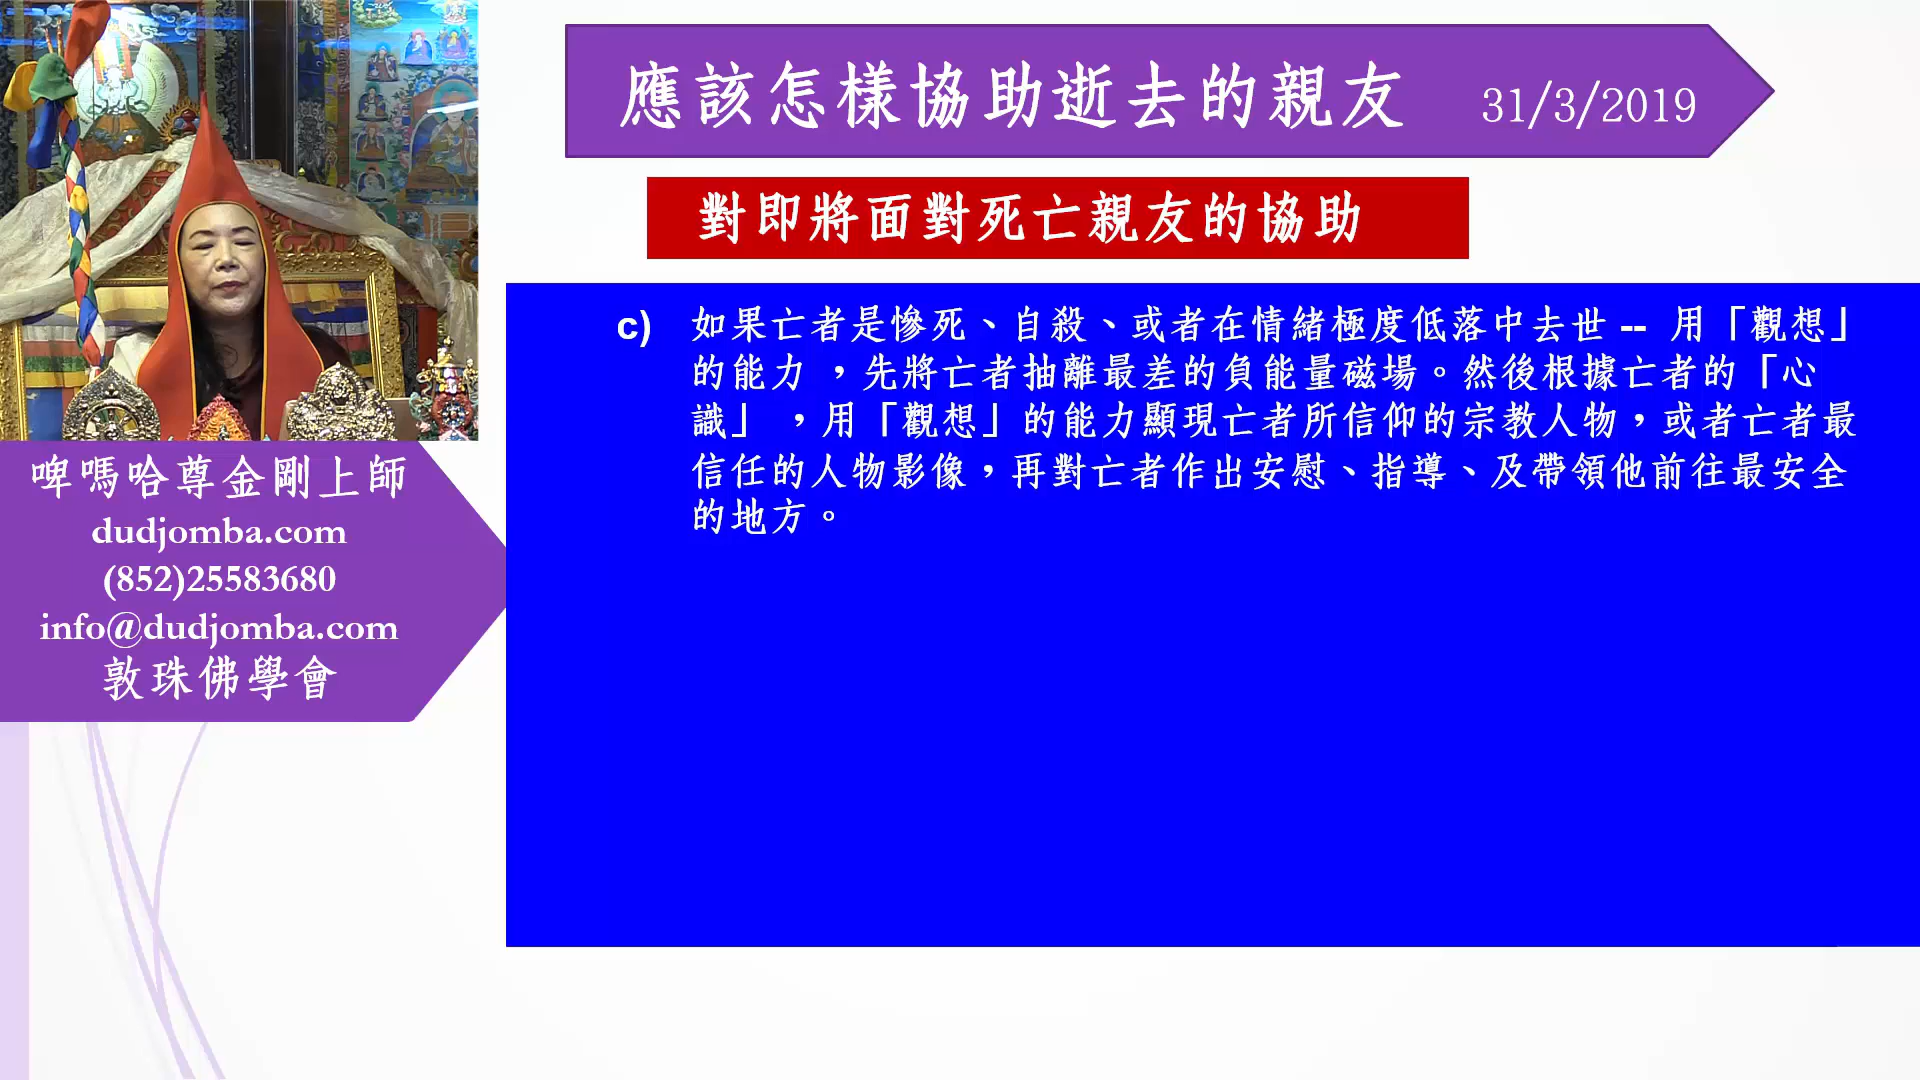 應該怎樣協助逝去的親友 31/3/2019
對即將面對死亡親友的協助
c) 如果亡者是慘死、自殺、或者在情緒極度低落中去世 -- 用「觀想」
的能力，先將亡者抽離最差的負能量磁場。然後根據亡者的「心
識」，用「觀想」的能力顯現亡者所信仰的宗教人物，或者亡者最
信任的人物影像，再對亡者作出安慰、指導、及帶領他前往最安全
的地方。
啤嗎哈尊金剛上師
dudjomba.com
(852)25583680
info@dudjomba.com
敦珠佛學會